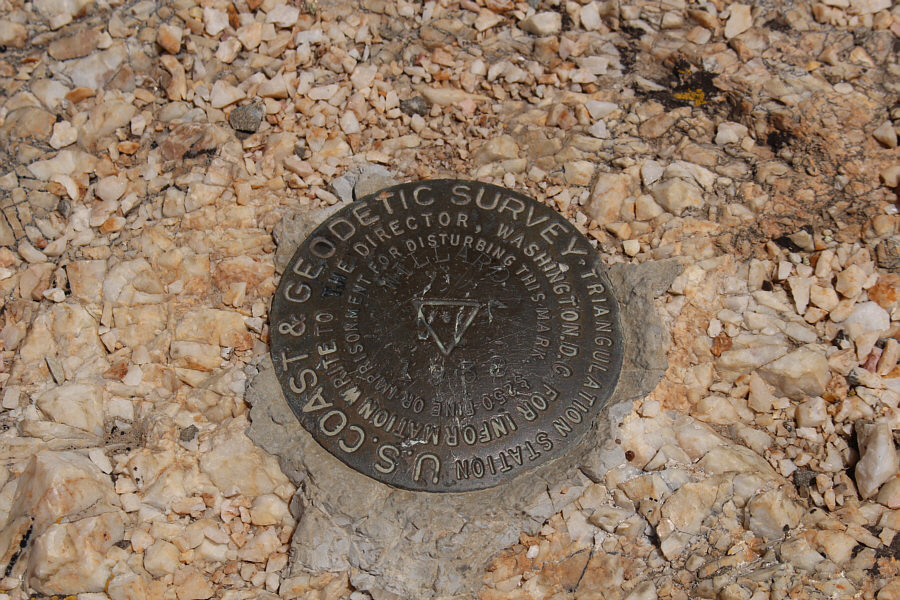 U.S. COAST & GEODETIC SURVEY
TRIANGULATION STATION
FOR INFORMATION WRITE TO THE DIRECTOR, WASHINGTON, D.C.
$250 FINE OR IMPRISONMENT FOR DISTURBING THIS MARK.